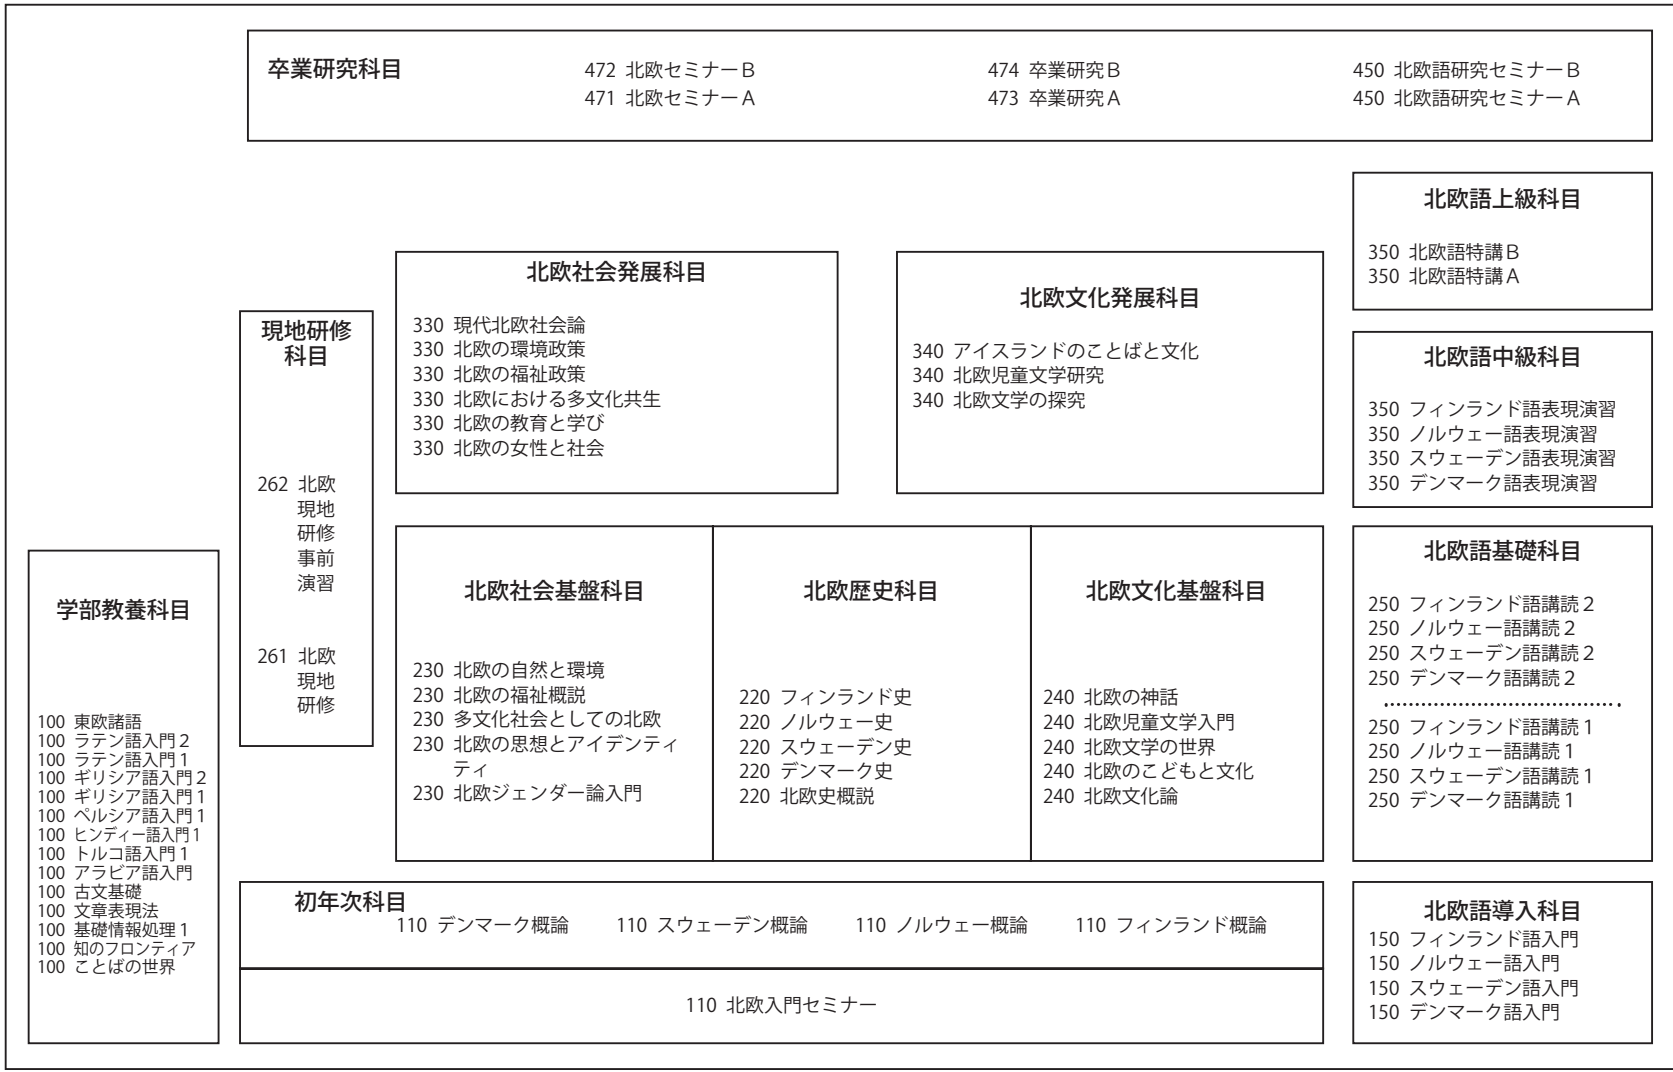 卒業研究科目
472 北欧セミナーB
471 北欧セミナーA
474 卒業研究B
473 卒業研究A
450 北欧語研究セミナーB
450 北欧語研究セミナーA
北欧語上級科目
350 北欧語特講B
350 北欧語特講A
北欧社会発展科目
330 現代北欧社会論
330 北欧の環境政策
330 北欧の福祉政策
330 北欧における多文化共生
330 北欧の教育と学び
330 北欧の女性と社会
北欧文化発展科目
340 アイスランドのことばと文化
340 北欧児童文学研究
340 北欧文学の探究
北欧語中級科目
350 フィンランド語表現演習
350 ノルウェー語表現演習
350 スウェーデン語表現演習
350 デンマーク語表現演習
現地研修
科目
262 北欧
現地
研修
事前
演習
261 北欧
現地
研修
北欧社会基盤科目
230 北欧の自然と環境
230 北欧の福祉概説
230 多文化社会としての北欧
230 北欧の思想とアイデンティ
ティ
230 北欧ジェンダー論入門
北欧歴史科目
220 フィンランド史
220 ノルウェー史
220 スウェーデン史
220 デンマーク史
220 北欧史概説
北欧文化基盤科目
240 北欧の神話
240 北欧児童文学入門
240 北欧文学の世界
240 北欧のこどもと文化
240 北欧文化論
北欧語基礎科目
250 フィンランド語講読2
250 ノルウェー語講読2
250 スウェーデン語講読2
250 デンマーク語講読2
250 フィンランド語講読1
250 ノルウェー語講読1
250 スウェーデン語講読1
250 デンマーク語講読1
学部教養科目
100 東欧諸語
100 ラテン語入門2
100 ラテン語入門1
100 ギリシア語入門2
100 ギリシア語入門1
100 ペルシア語入門1
100 ヒンディー語入門1
100 トルコ語入門1
100 アラビア語入門
100 古文基礎
100 文章表現法
100 基礎情報処理1
100 知のフロンティア
100 ことばの世界
初年次科目
110 デンマーク概論 110 スウェーデン概論 110 ノルウェー概論 110 フィンランド概論
110 北欧入門セミナー
北欧語導入科目
150 フィンランド語入門
150 ノルウェー語入門
150 スウェーデン語入門
150 デンマーク語入門